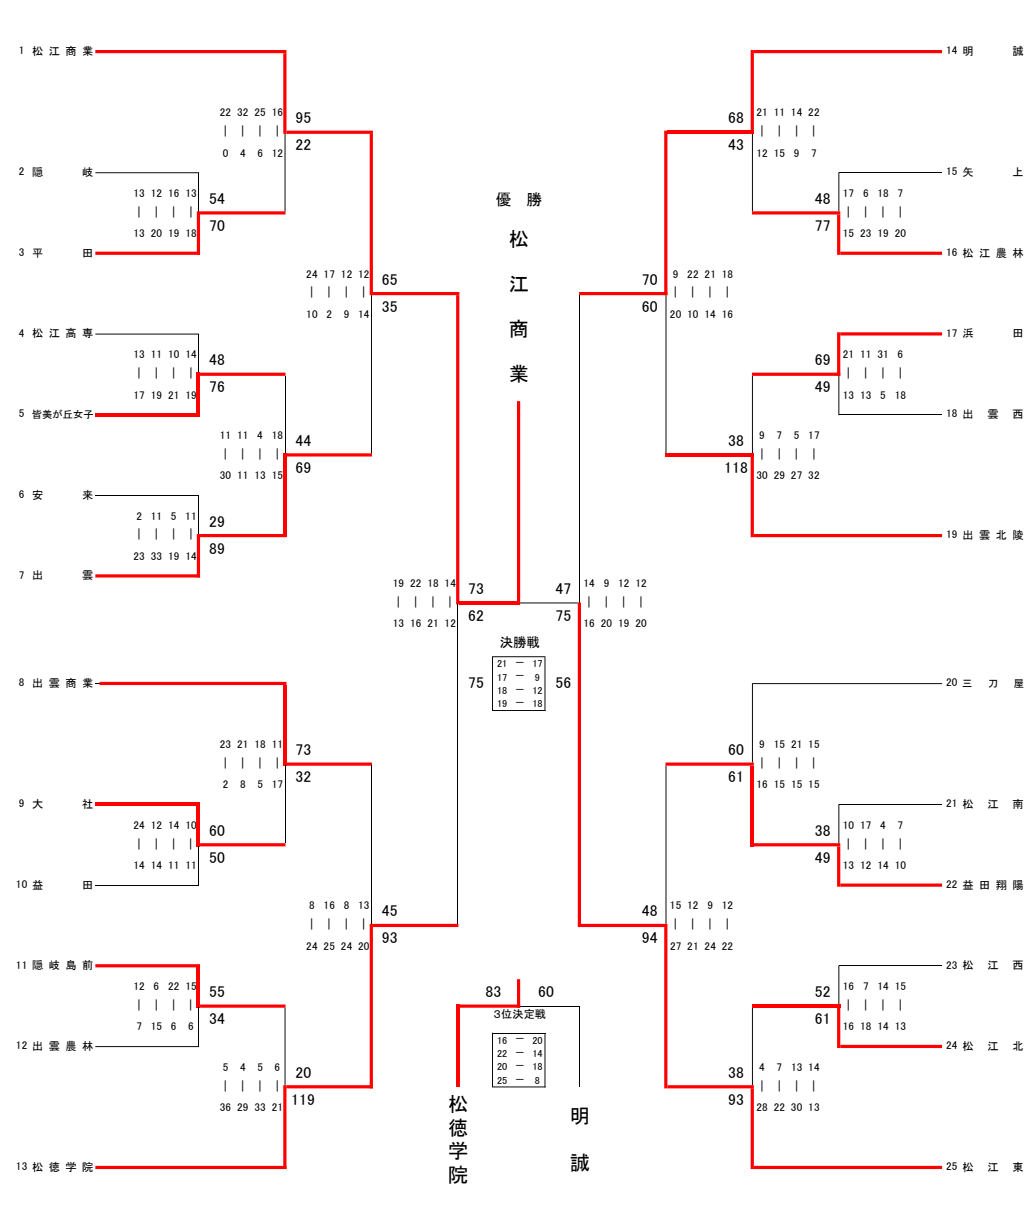 1 松江商業
22 32 25 16
95
0 4 6 12
22
2 隠岐
13 12 16 13
54
13 20 19 18
70
3 平田
24 17 12 12
65
10 2 9 14
35
4 松江高専
13 11 10 14
48
17 19 21 19
76
5 皆美が丘女子
11 11 4 18
44
30 11 13 15
69
6 安来
2 11 5 11
29
23 33 19 14
89
7 出雲
19 22 18 14
73
13 16 21 12
62
8 出雲商業
23 21 18 11
73
2 8 5 17
32
9 大社
24 12 14 10
60
14 14 11 11
50
10 益田
8 16 8 13
45
24 25 24 20
93
11 隠岐島前
12 6 22 15
55
7 15 6 6
34
12 出雲農林
5 4 5 6
20
36 29 33 21
119
13 松徳学院
優勝
松江商業
決勝戦
75
21 ー 17
17 ー 9
18 ー 12
19 ー 18
56
83
60
3位決定戦
16 ー 20
22 ー 14
20 ー 18
25 ー 8
松徳学院
明誠
14 明誠
68
21 11 14 22
43
12 15 9 7
15 矢上
48
17 6 18 7
77
15 23 19 20
16 松江農林
70
9 22 21 18
60
20 10 14 16
17 浜田
69
21 11 31 6
49
13 13 5 18
18 出雲西
38
9 7 5 17
118
30 29 27 32
19 出雲北陵
47
14 9 12 12
75
16 20 19 20
20 三刀屋
60
9 15 21 15
61
16 15 15 15
21 松江南
38
10 17 4 7
49
13 12 14 10
22 益田翔陽
48
15 12 9 12
94
27 21 24 22
23 松江西
52
16 7 14 15
61
16 18 14 13
24 松江北
38
4 7 13 14
93
28 22 30 13
25 松江東